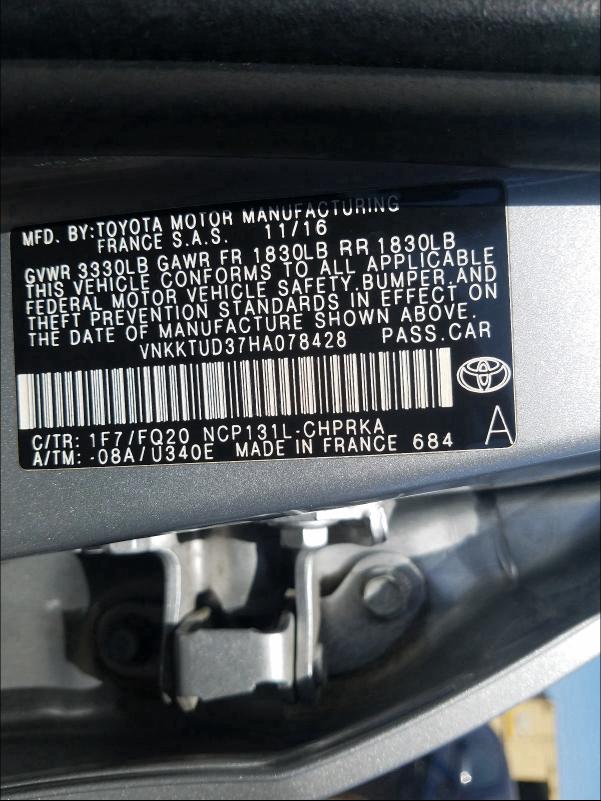 MFD. BY:TOYOTA MOTOR MANUFACTURING
FRANCE S.A.S. 11/16
GVWR 3330LB GAWR FR 1830LB RR 1830LB
THIS VEHICLE CONFORMS TO ALL APPLICABLE
FEDERAL MOTOR VEHICLE SAFETY,BUMPER,AND
THEFT PREVENTION STANDARDS IN EFFECT ON
THE DATE OF MANUFACTURE SHOWN ABOVE.
VNKKTUD37HA078428 PASS.CAR
C/TR: 1F7/FQ20 NCP131L-CHPRKA
A/TM: -08A/U340E MADE IN FRANCE 684 A